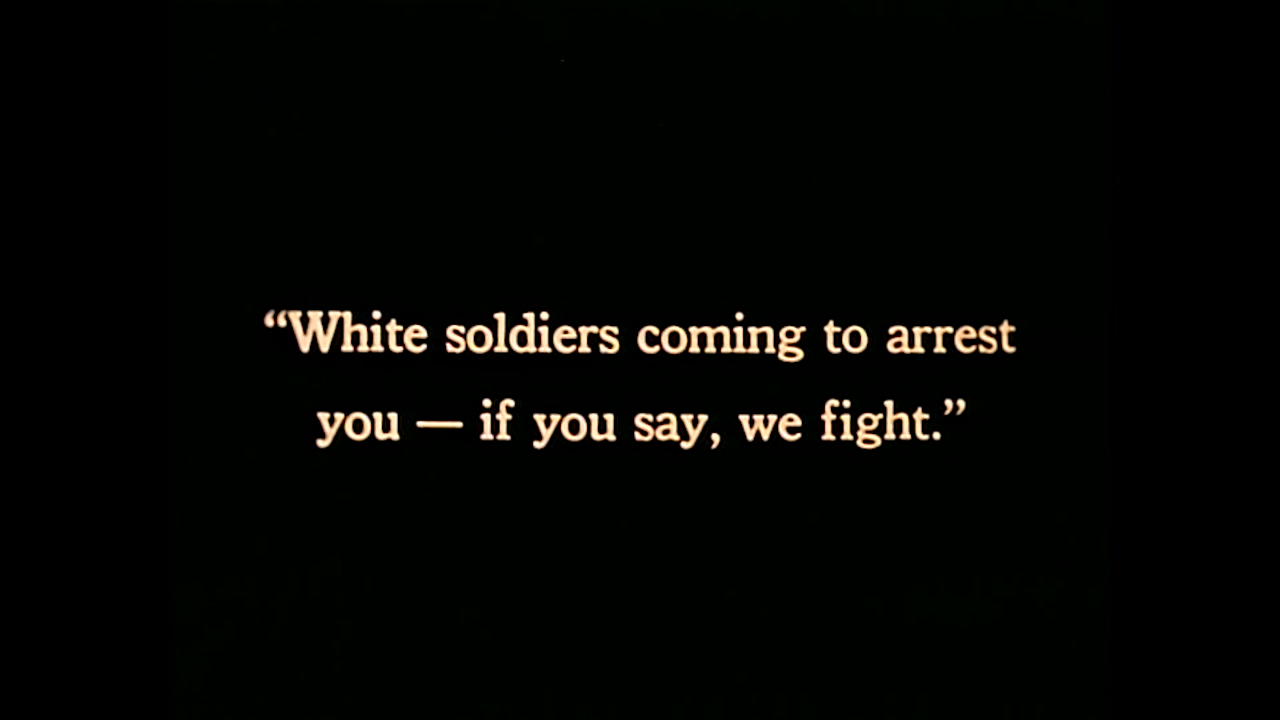 “White soldiers coming to arrest
you — if you say, we fight.”